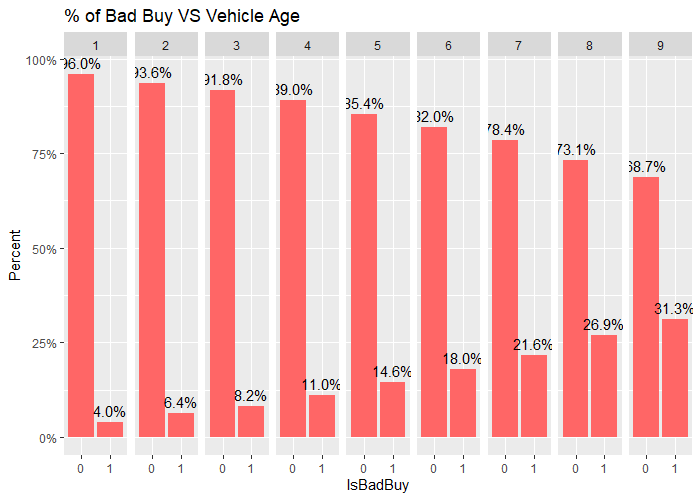 % of Bad Buy VS Vehicle Age
1 2 3 4 5 6 7 8 9
100%
75%
50%
25%
0%
Percent
96.0% 93.6% 91.8% 89.0% 85.4% 82.0% 78.4% 73.1% 68.7%
4.0% 6.4% 8.2% 11.0% 14.6% 18.0% 21.6% 26.9% 31.3%
0 1 0 1 0 1 0 1 0 1 0 1 0 1 0 1 0 1
IsBadBuy